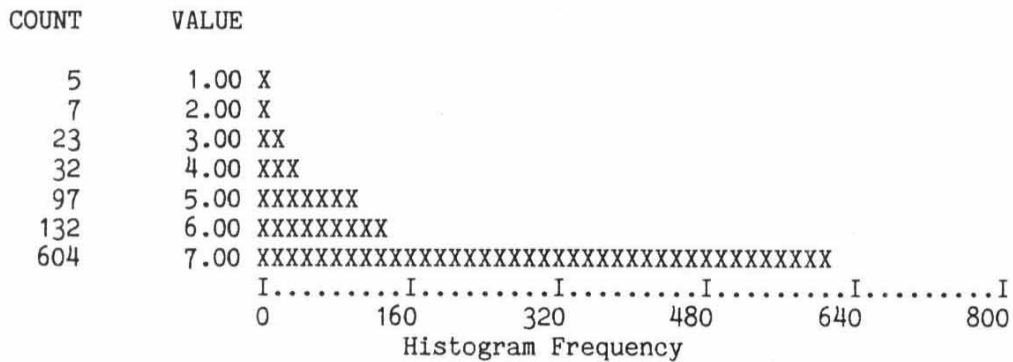 COUNT VALUE
5 1.00 X
7 2.00 X
23 3.00 XX
32 4.00 XXX
97 5.00 XXXXXXX
132 6.00 XXXXXXXXX
604 7.00 XXXXXXXXXXXXXXXXXXXXXXXXXXXXXXXXXXXXXXX
I.........I.........I.........I.........I.........I
0 160 320 480 640 800
Histogram Frequency